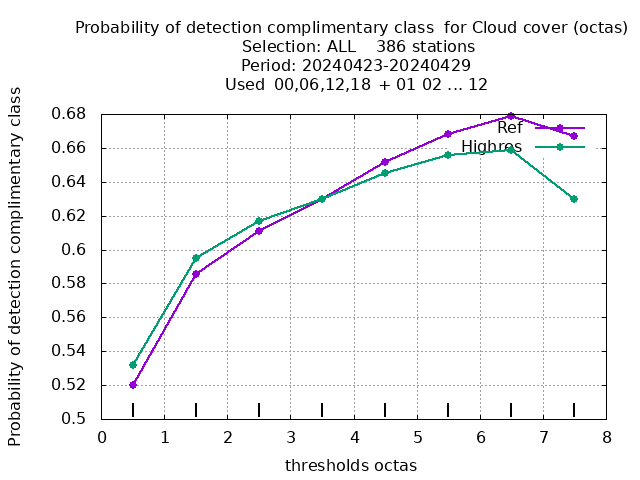 Probability of detection complimentary class  for Cloud cover (octas)
Selection: ALL    386 stations
Period: 20240423-20240429
Used  00,06,12,18  + 01 02 ... 12
Probability of detection complimentary class
0.68
0.66
0.64
0.62
0.6
0.58
0.56
0.54
0.52
0.5
Ref
Highres
0 1 2 3 4 5 6 7 8
thresholds octas